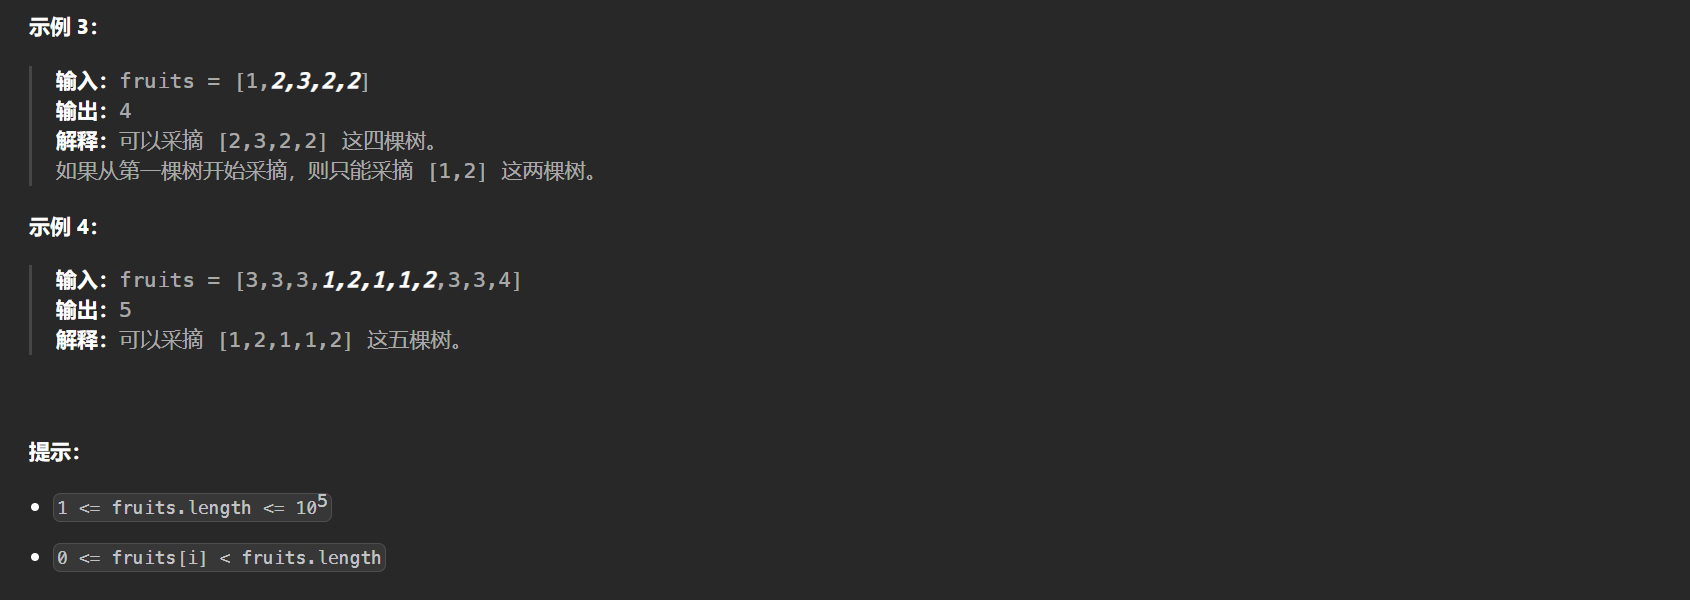 示例 3：
输入：fruits = [1,2,3,2,2]
输出：4
解释：可以采摘 [2,3,2,2] 这四棵树。
如果从第一棵树开始采摘，则只能采摘 [1,2] 这两棵树。
示例 4：
输入：fruits = [3,3,3,1,2,1,1,2,3,3,4]
输出：5
解释：可以采摘 [1,2,1,1,2] 这五棵树。
提示：
• 1 <= fruits.length <= 10⁵
• 0 <= fruits[i] < fruits.length